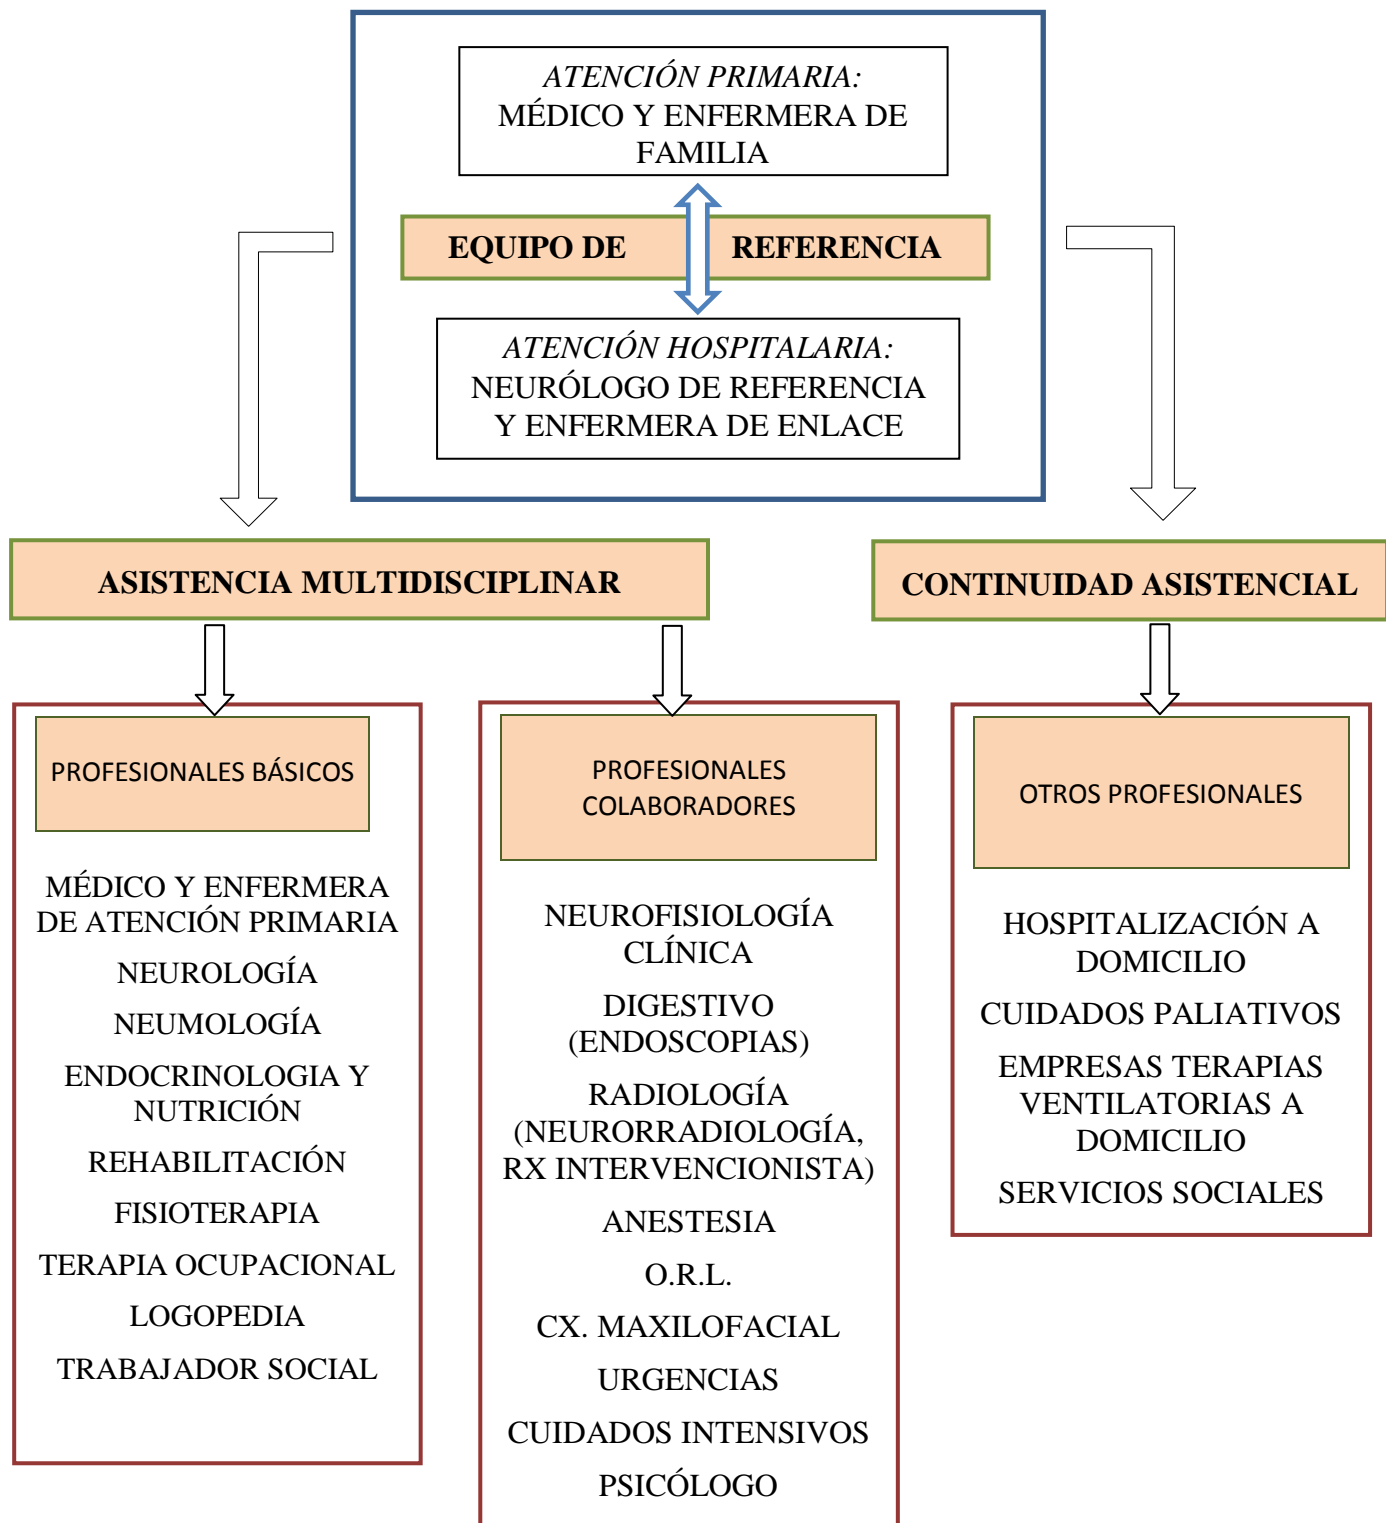 ATENCIÓN PRIMARIA:
MÉDICO Y ENFERMERA DE
FAMILIA
EQUIPO DE REFERENCIA
ATENCIÓN HOSPITALARIA:
NEURÓLOGO DE REFERENCIA
Y ENFERMERA DE ENLACE
ASISTENCIA MULTIDISCIPLINAR
CONTINUIDAD ASISTENCIAL
PROFESIONALES BÁSICOS
MÉDICO Y ENFERMERA
DE ATENCIÓN PRIMARIA
NEUROLOGÍA
NEUMOLOGÍA
ENDOCRINOLOGIA Y
NUTRICIÓN
REHABILITACIÓN
FISIOTERAPIA
TERAPIA OCUPACIONAL
LOGOPEDIA
TRABAJADOR SOCIAL
PROFESIONALES
COLABORADORES
NEUROFISIOLOGÍA
CLÍNICA
DIGESTIVO
(ENDOSCOPIAS)
RADIOLOGÍA
(NEURORRADIOLOGÍA,
RX INTERVENCIONISTA)
ANESTESIA
O.R.L.
CX. MAXILOFACIAL
URGENCIAS
CUIDADOS INTENSIVOS
PSICÓLOGO
OTROS PROFESIONALES
HOSPITALIZACIÓN A
DOMICILIO
CUIDADOS PALIATIVOS
EMPRESAS TERAPIAS
VENTILATORIAS A
DOMICILIO
SERVICIOS SOCIALES